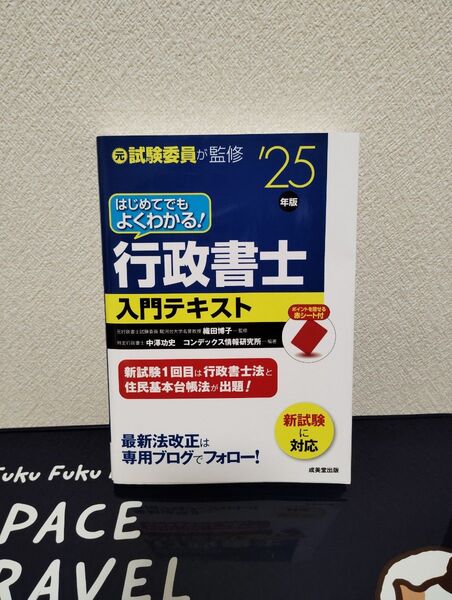 元試験委員が監修
'25
年版
はじめてでも
よくわかる！
行政書士
入門テキスト
ポイントを隠せる
赤シート付
元行政書士試験委員 駿河台大学名誉教授 織田博子 監修
特定行政書士 中澤功史 コンデックス情報研究所 編著
新試験1回目は行政書士法と
住民基本台帳法が出題！
新試験
に
対応
最新法改正は
専用ブログでフォロー！
成美堂出版
Fuku Fuku
PACE
RAVEL